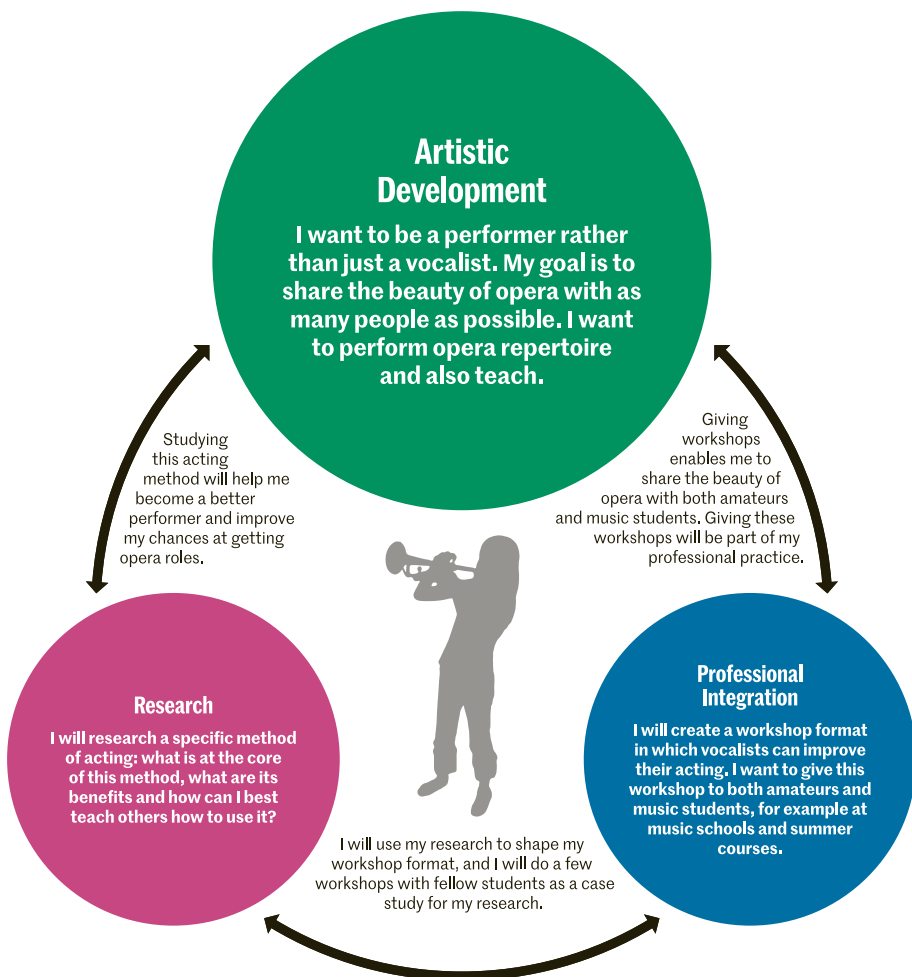 Artistic
Development
I want to be a performer rather
than just a vocalist. My goal is to
share the beauty of opera with as
many people as possible. I want
to perform opera repertoire
and also teach.
Studying
this acting
method will help me
become a better
performer and improve
my chances at getting
opera roles.
Giving
workshops
enables me to
share the beauty of
opera with both amateurs
and music students. Giving these
workshops will be part of my
professional practice.
Research
I will research a specific method
of acting: what is at the core
of this method, what are its
benefits and how can I best
teach others how to use it?
Professional
Integration
I will create a workshop format
in which vocalists can improve
their acting. I want to give this
workshop to both amateurs and
music students, for example at
music schools and summer
courses.
I will use my research to shape my
workshop format, and I will do a few
workshops with fellow students as a case
study for my research.